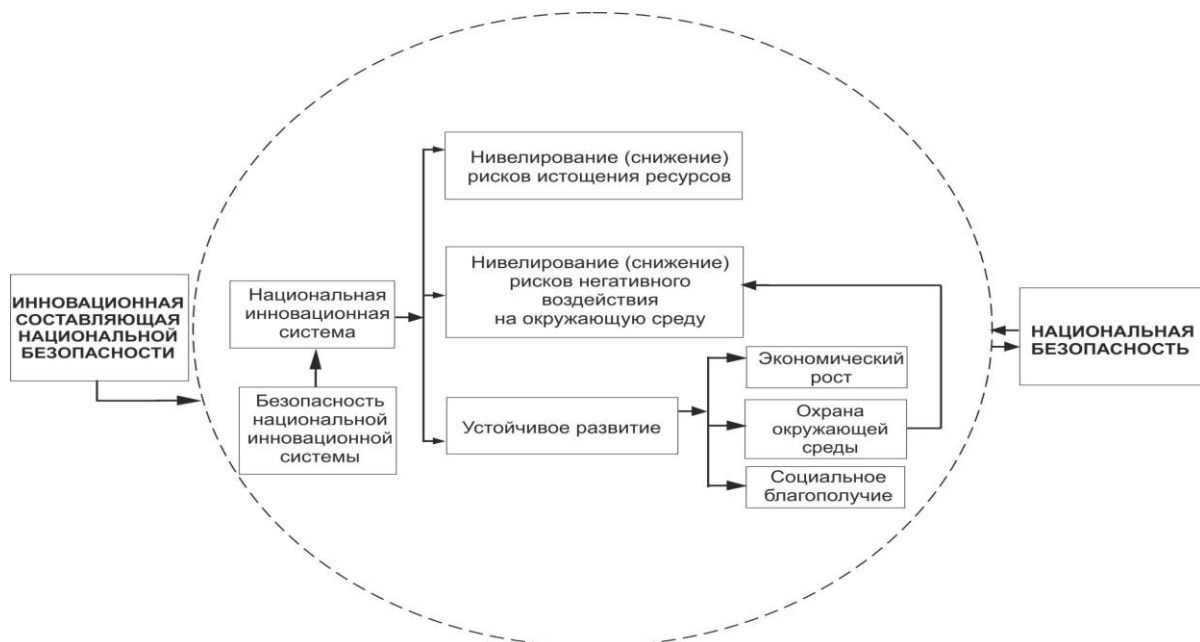 Нивелирование (снижение)
рисков истощения ресурсов
ИННОВАЦИОННАЯ
СОСТАВЛЯЮЩАЯ
НАЦИОНАЛЬНОЙ
БЕЗОПАСНОСТИ
Национальная
инновационная
система
Нивелирование (снижение)
рисков негативного
воздействия
на окружающую среду
НАЦИОНАЛЬНАЯ
БЕЗОПАСНОСТЬ
Безопасность
национальной
инновационной
системы
Устойчивое развитие
Экономический
рост
Охрана
окружающей
среды
Социальное
благополучие